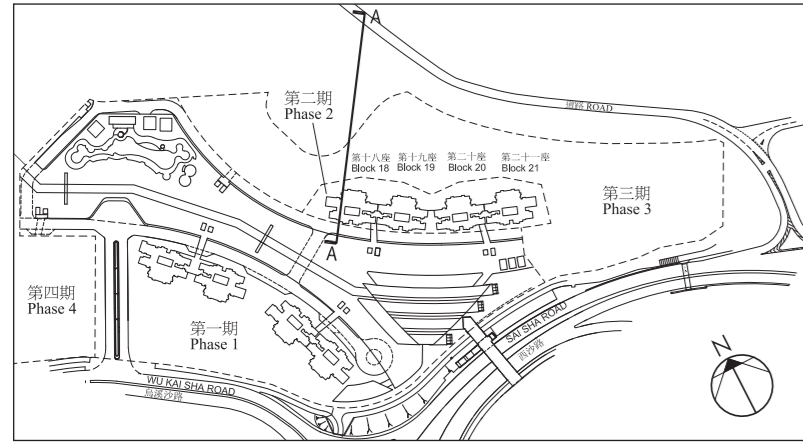 A
道路 ROAD
第二期
Phase 2
第十八座
Block 18
第十九座
Block 19
第二十座
Block 20
第二十一座
Block 21
第三期
Phase 3
A
第四期
Phase 4
第一期
Phase 1
SAI SHA ROAD
西沙路
WU KAI SHA ROAD
烏溪沙路
N